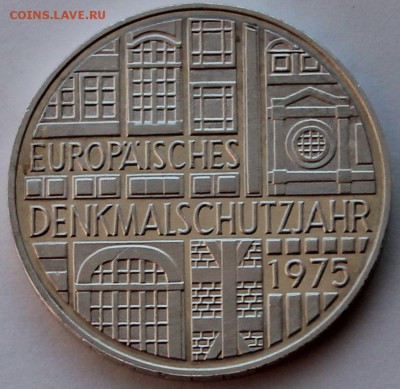 COINS.LAVE.RU
EUROPÄISCHES
DENKMALSCHUTZJAHR
1975